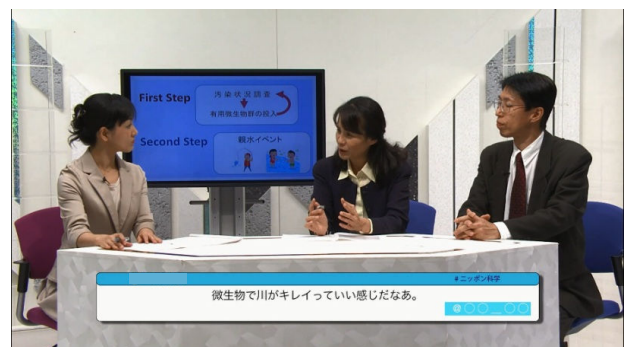 First Step
汚染状況調査
有用微生物群の投入
Second Step
親水イベント
#ニッポン科学
微生物で川がキレイっていい感じだなあ。
@〇〇__〇〇